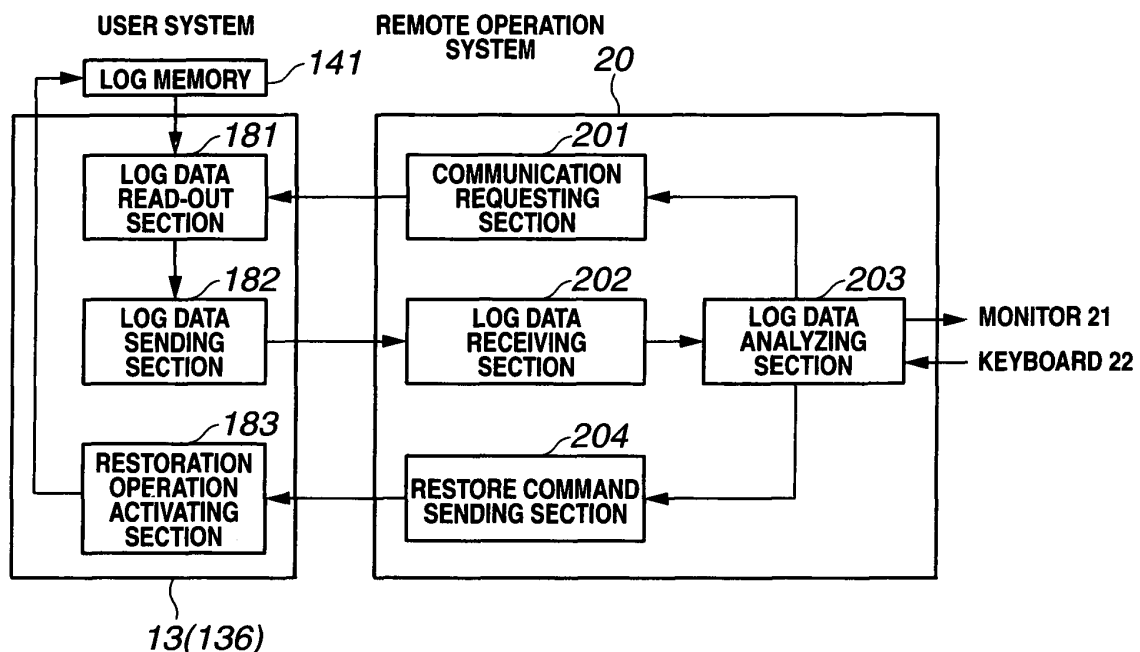 USER SYSTEM
REMOTE OPERATION
SYSTEM
LOG MEMORY
141
20
181
LOG DATA
READ-OUT
SECTION
201
COMMUNICATION
REQUESTING
SECTION
182
LOG DATA
SENDING
SECTION
202
LOG DATA
RECEIVING
SECTION
203
LOG DATA
ANALYZING
SECTION
MONITOR 21
KEYBOARD 22
183
RESTORATION
OPERATION
ACTIVATING
SECTION
204
RESTORE COMMAND
SENDING SECTION
13(136)